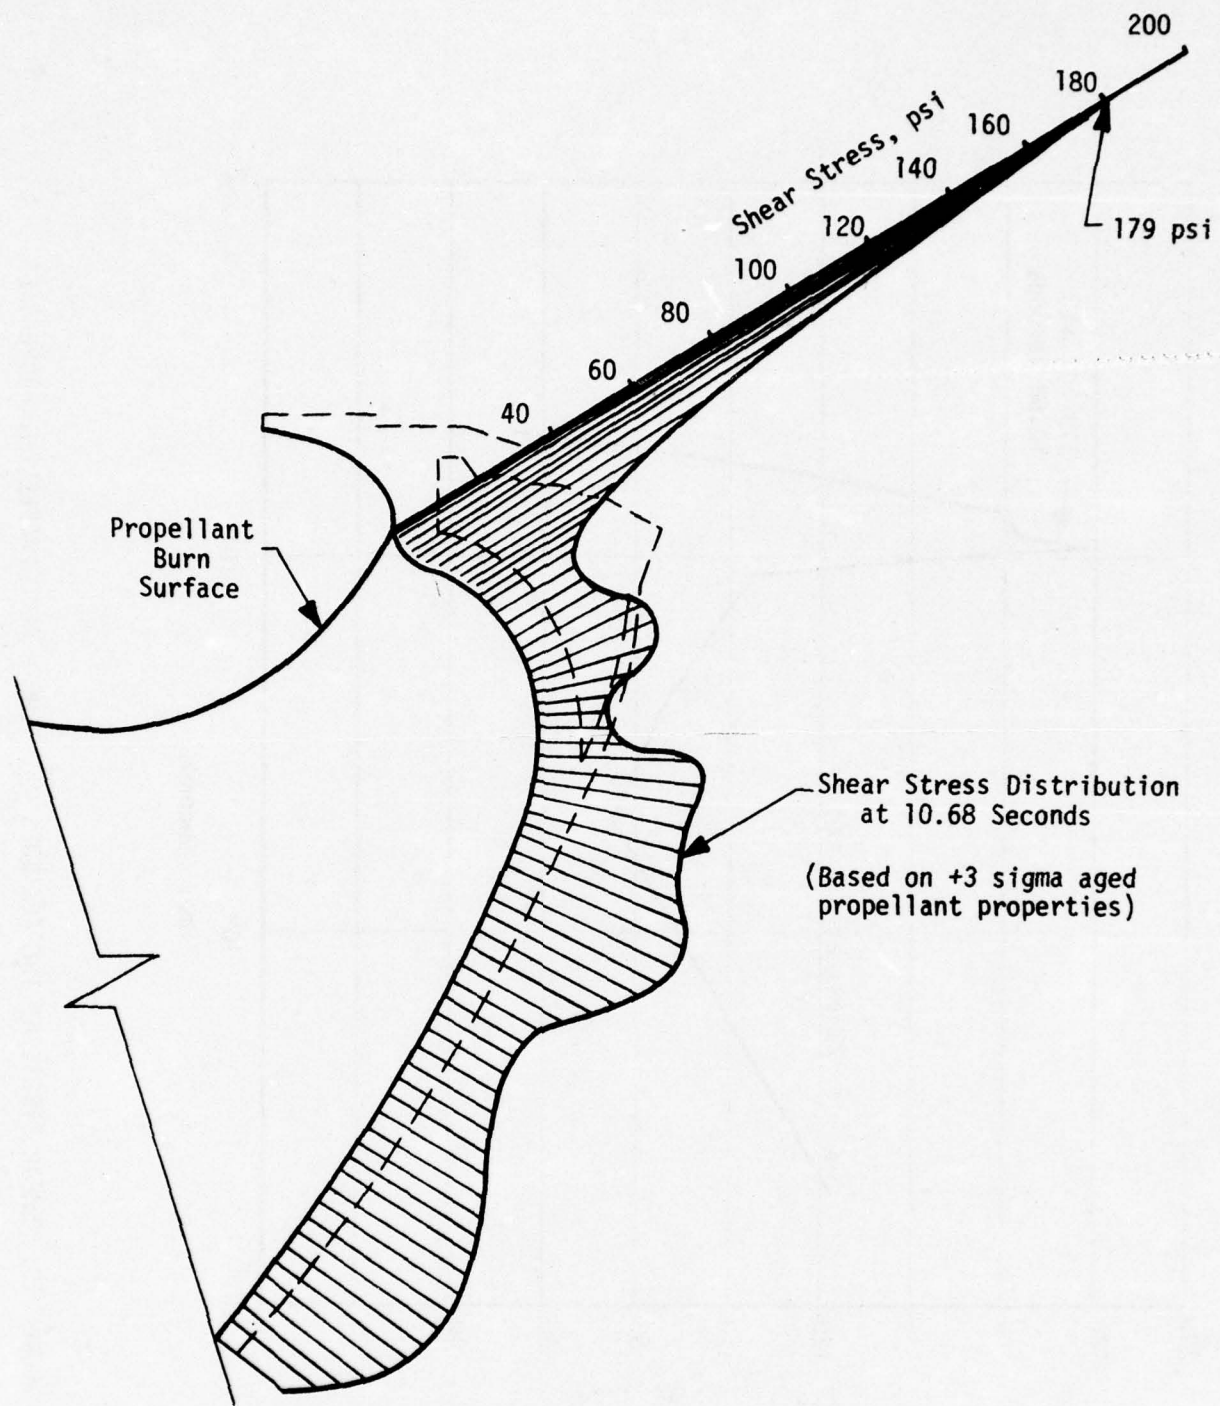 200
180
160
140
120
100
80
60
40
Shear Stress, psi
179 psi
Propellant
Burn
Surface
Shear Stress Distribution
at 10.68 Seconds
(Based on +3 sigma aged
propellant properties)